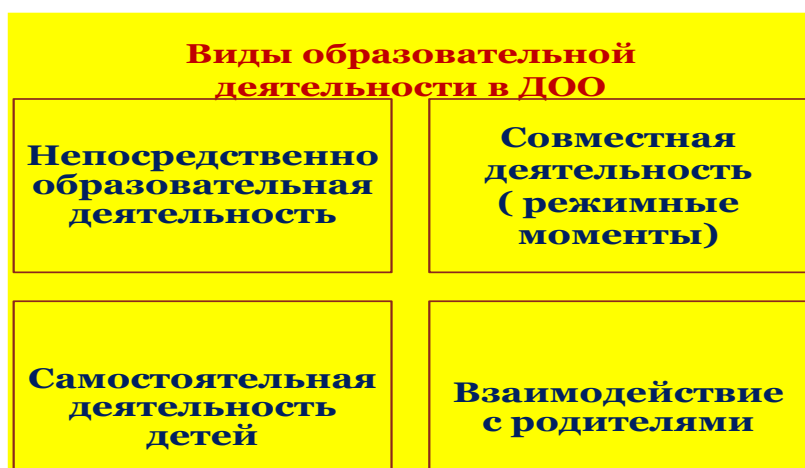 Виды образовательной
деятельности в ДОО
Непосредственно
образовательная
деятельность
Совместная
деятельность
( режимные
моменты)
Самостоятельная
деятельность
детей
Взаимодействие
с родителями